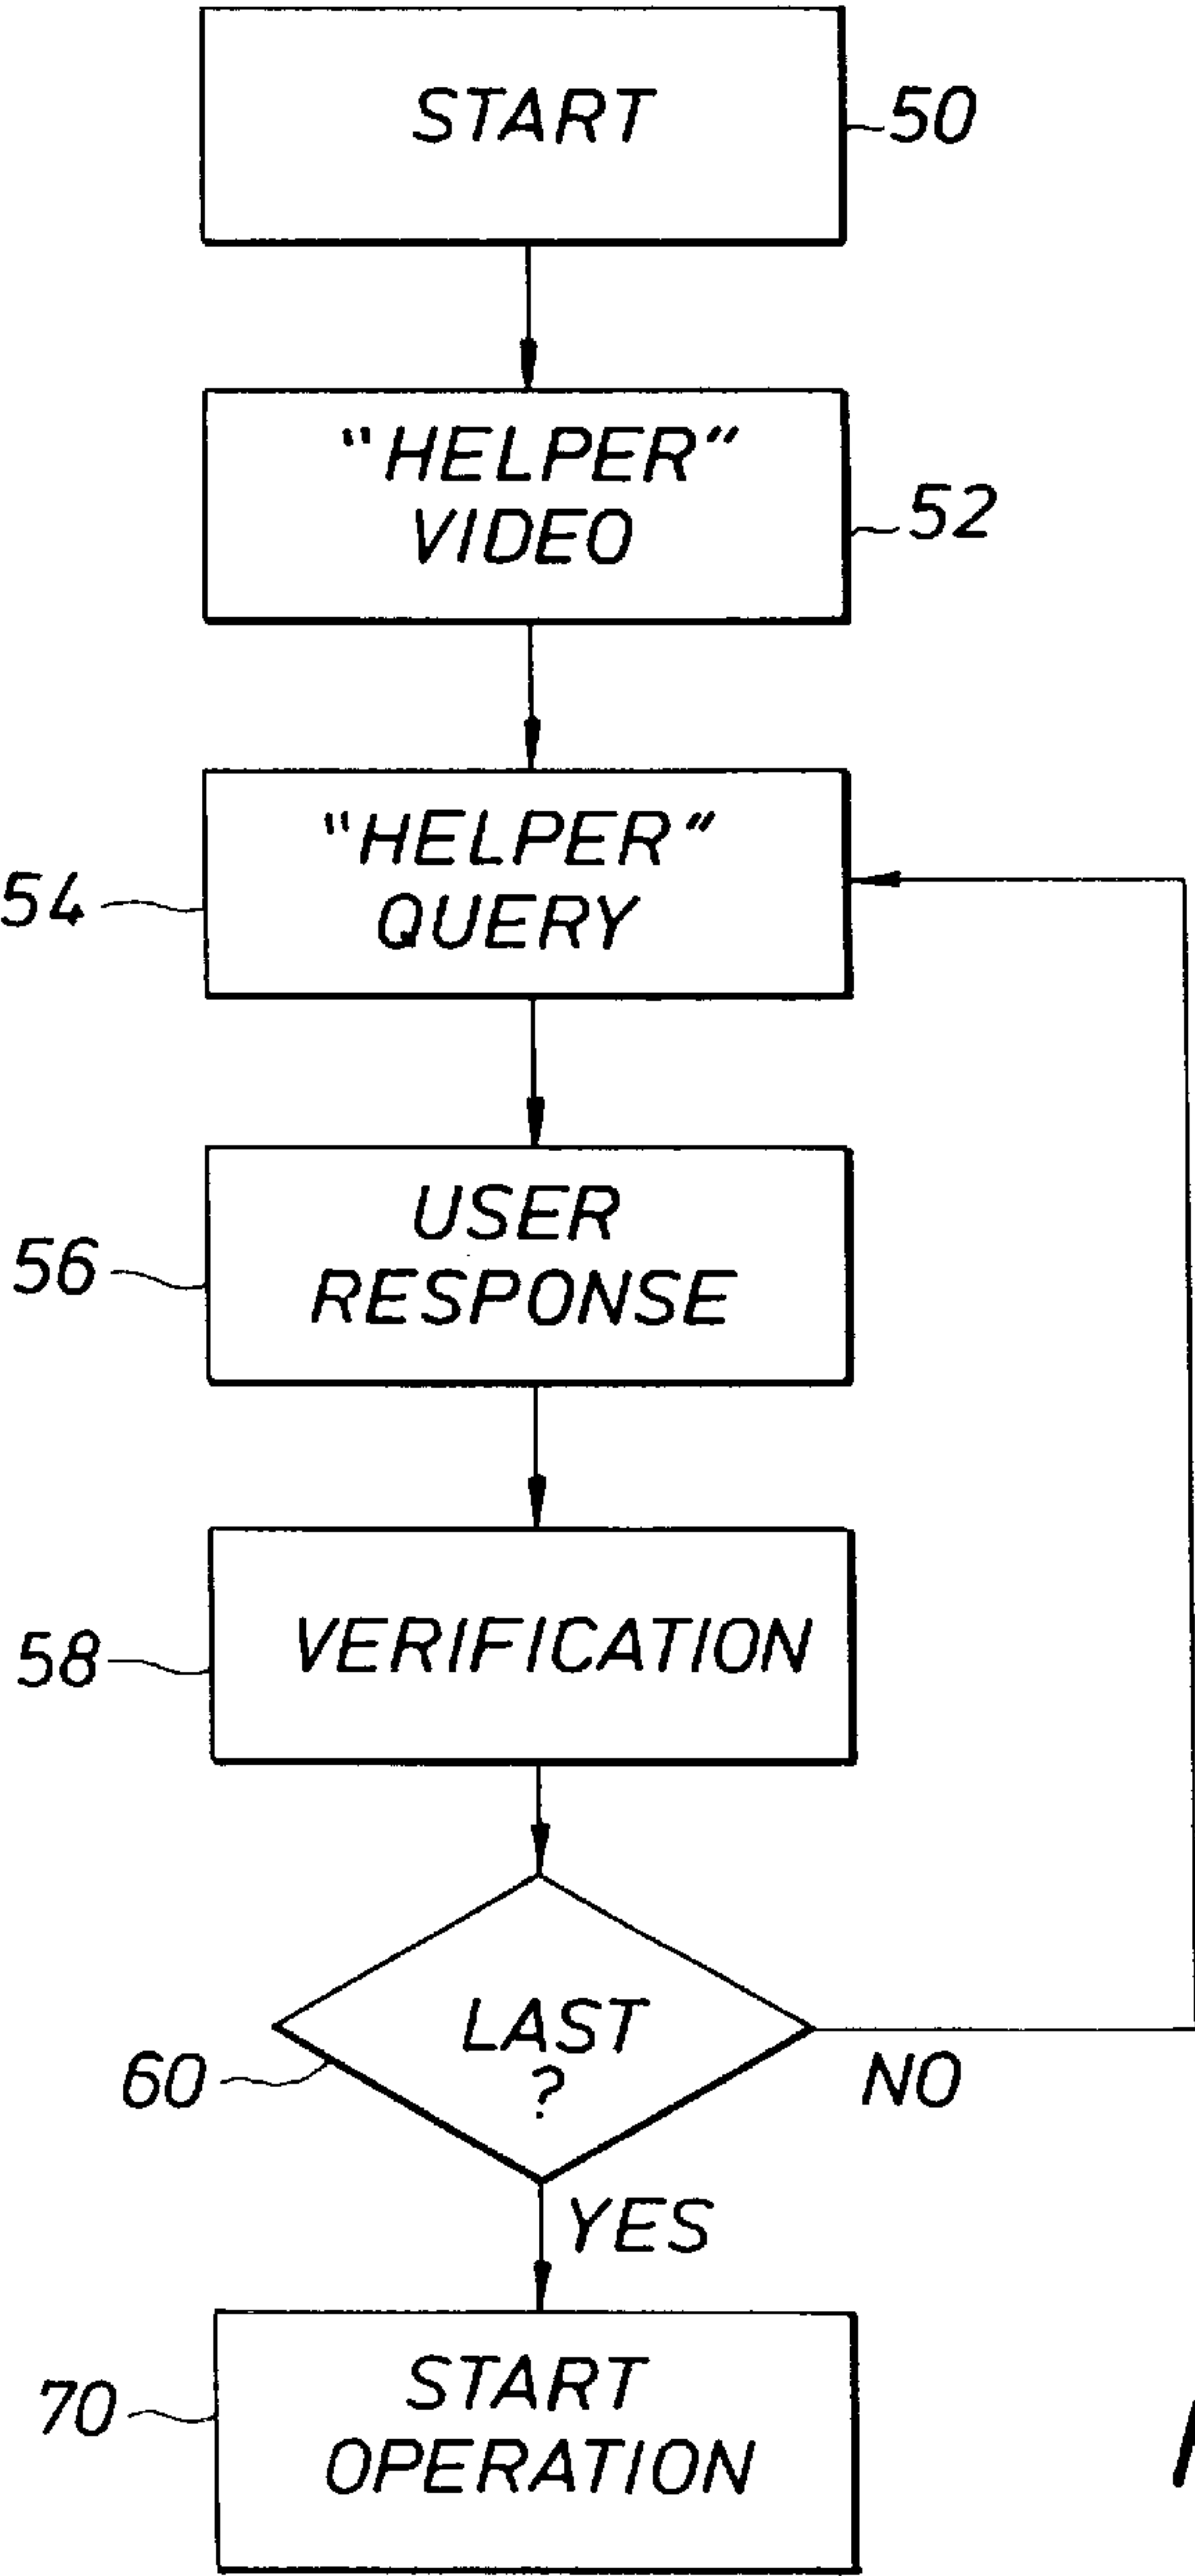 START
50
"HELPER"
VIDEO
52
"HELPER"
QUERY
54
USER
RESPONSE
56
VERIFICATION
58
LAST
?
60
NO
YES
START
OPERATION
70